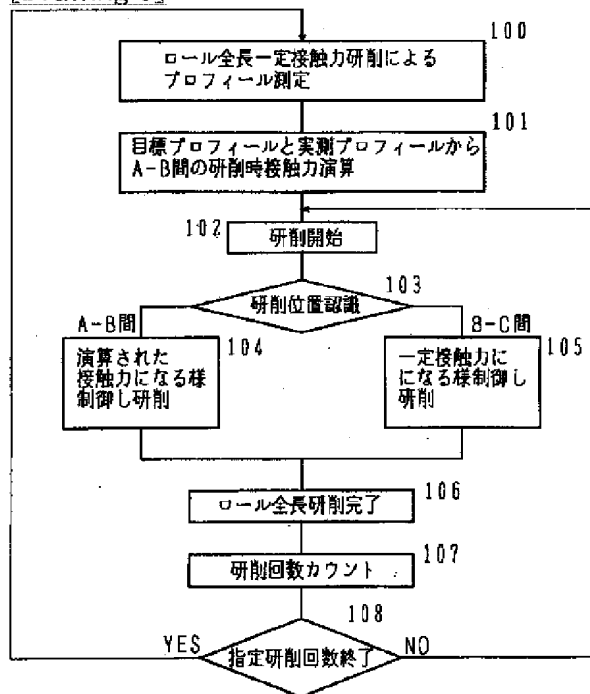 100
ロール全長一定接触力研削による
プロフィール測定
101
目標プロフィールと実測プロフィールから
A-B間の研削時接触力演算
102
研削開始
103
研削位置認識
A-B間
B-C間
104
演算された
接触力になる様
制御し研削
105
一定接触力に
になる様制御し
研削
106
ロール全長研削完了
107
研削回数カウント
108
YES
指定研削回数終了
NO